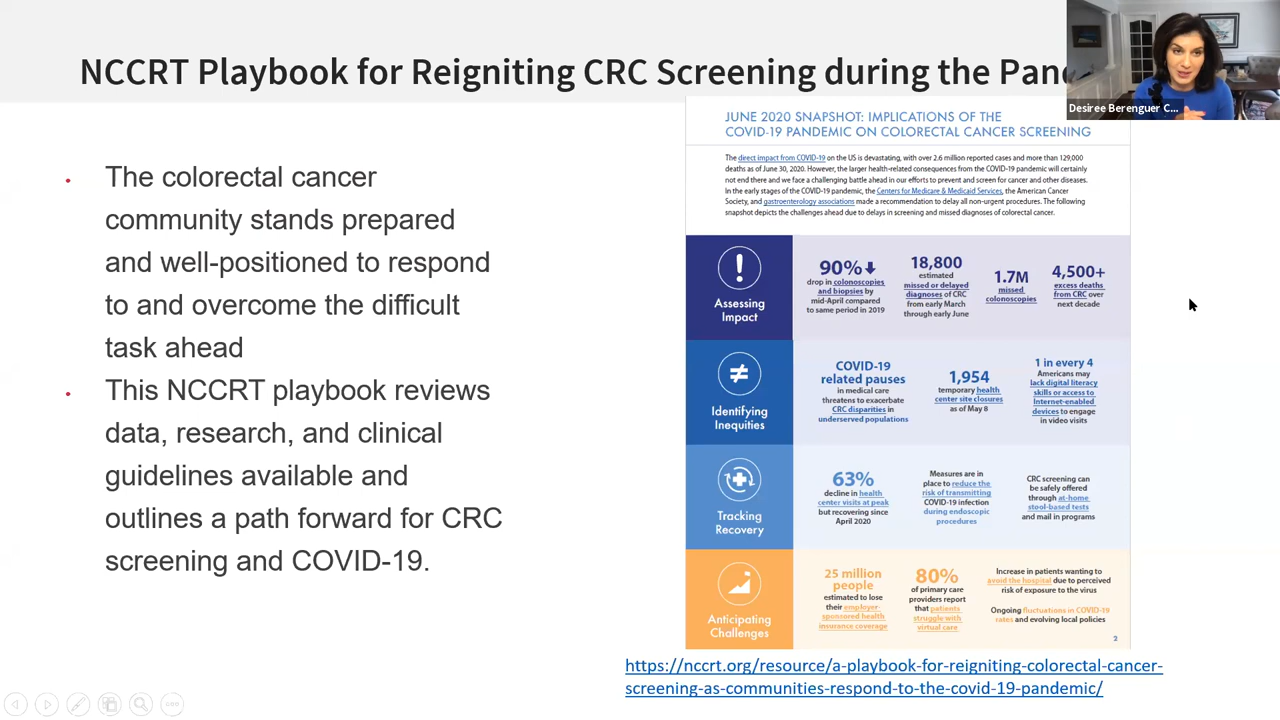 NCCRT Playbook for Reigniting CRC Screening during the Pan
Desiree Berenguer C...
• The colorectal cancer
community stands prepared
and well-positioned to respond
to and overcome the difficult
task ahead
• This NCCRT playbook reviews
data, research, and clinical
guidelines available and
outlines a path forward for CRC
screening and COVID-19.
JUNE 2020 SNAPSHOT: IMPLICATIONS OF THE
COVID-19 PANDEMIC ON COLORECTAL CANCER SCREENING
The direct impact from COVID-19 on the US is devastating, with over 2.6 million reported cases and more than 129,000
deaths as of June 30, 2020. However, the larger health-related consequences from the COVID-19 pandemic will certainly
not end there and we face a challenging battle ahead in our efforts to prevent and screen for cancer and other diseases.
In the early stages of the COVID-19 pandemic, the Centers for Medicare & Medicaid Services, the American Cancer
Society, and gastroenterology associations made a recommendation to delay all non-urgent procedures. The following
snapshot depicts the challenges ahead due to delays in screening and missed diagnoses of colorectal cancer.
Assessing
Impact
90%
drop in colonoscopies
and biopsies by
mid-April compared
to same period in 2019
18,800
estimated
missed or delayed
diagnoses of CRC
from early March
through early June
1.7M
missed
colonoscopies
4,500+
excess deaths
from CRC over
next decade
Identifying
Inequities
COVID-19
related pauses
in medical care
threatens to exacerbate
CRC disparities in
underserved populations
1,954
temporary health
center site closures
as of May 8
1 in every 4
Americans may
lack digital literacy
skills or access to
Internet-enabled
devices to engage
in video visits
Tracking
Recovery
63%
decline in health
center visits at peak
but recovering since
April 2020
Measures are in
place to reduce the
risk of transmitting
COVID-19 infection
during endoscopic
procedures
CRC screening can
be safely offered
through at-home
stool-based tests
and mail in programs
Anticipating
Challenges
25 million
people
estimated to lose
their employer-
sponsored health
insurance coverage
80%
of primary care
providers report
that patients
struggle with
virtual care
Increase in patients wanting to
avoid the hospital due to perceived
risk of exposure to the virus
Ongoing fluctuations in COVID-19
rates and evolving local policies
2
https://nccrt.org/resource/a-playbook-for-reigniting-colorectal-cancer-
screening-as-communities-respond-to-the-covid-19-pandemic/